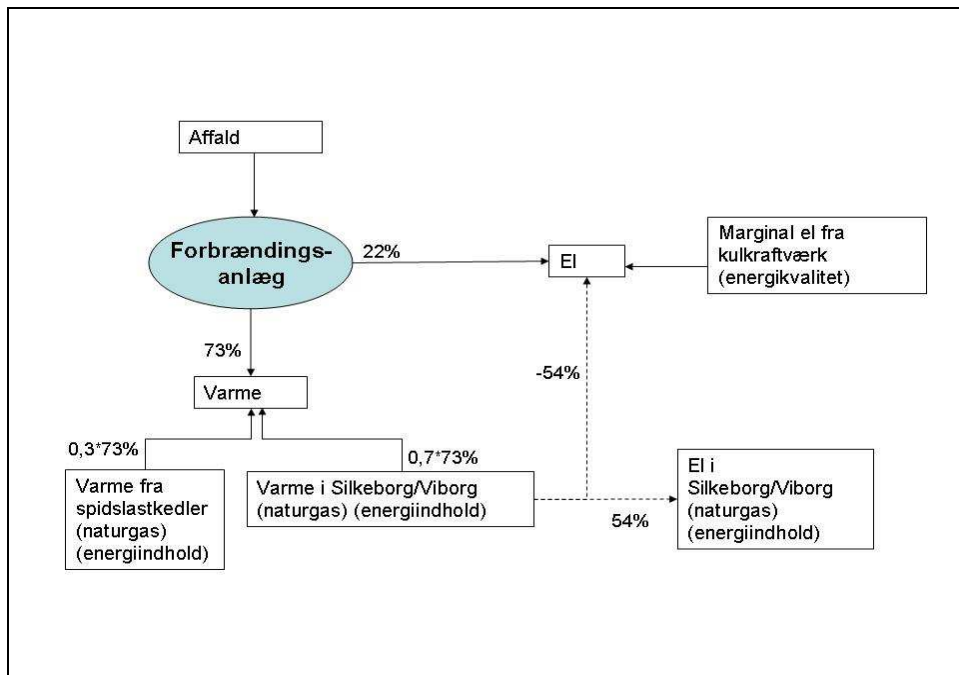 Affald
Forbrændings-
anlæg
22%
El
Marginal el fra
kulkraftværk
(energikvalitet)
73%
Varme
-54%
0,3*73%
0,7*73%
Varme fra
spidslastkedler
(naturgas)
(energiindhold)
Varme i Silkeborg/Viborg
(naturgas) (energiindhold)
54%
El i
Silkeborg/Viborg
(naturgas)
(energiindhold)